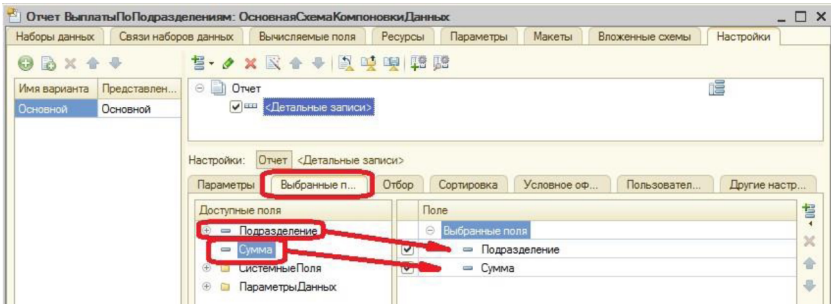 Отчет ВыплатыПоПодразделениям: ОсновнаяСхемаКомпоновкиДанных
Наборы данных Связи наборов данных Вычисляемые поля Ресурсы Параметры Макеты Вложенные схемы Настройки
Имя варианта Представлен...
Основной Основной
Отчет
<Детальные записи>
Настройки: Отчет <Детальные записи>
Параметры Выбранные п... Отбор Сортировка Условное оф... Пользовател... Другие настр...
Доступные поля Поле
Подразделение Выбранные поля
Сумма Подразделение
СистемныеПоля Сумма
ПараметрыДанных